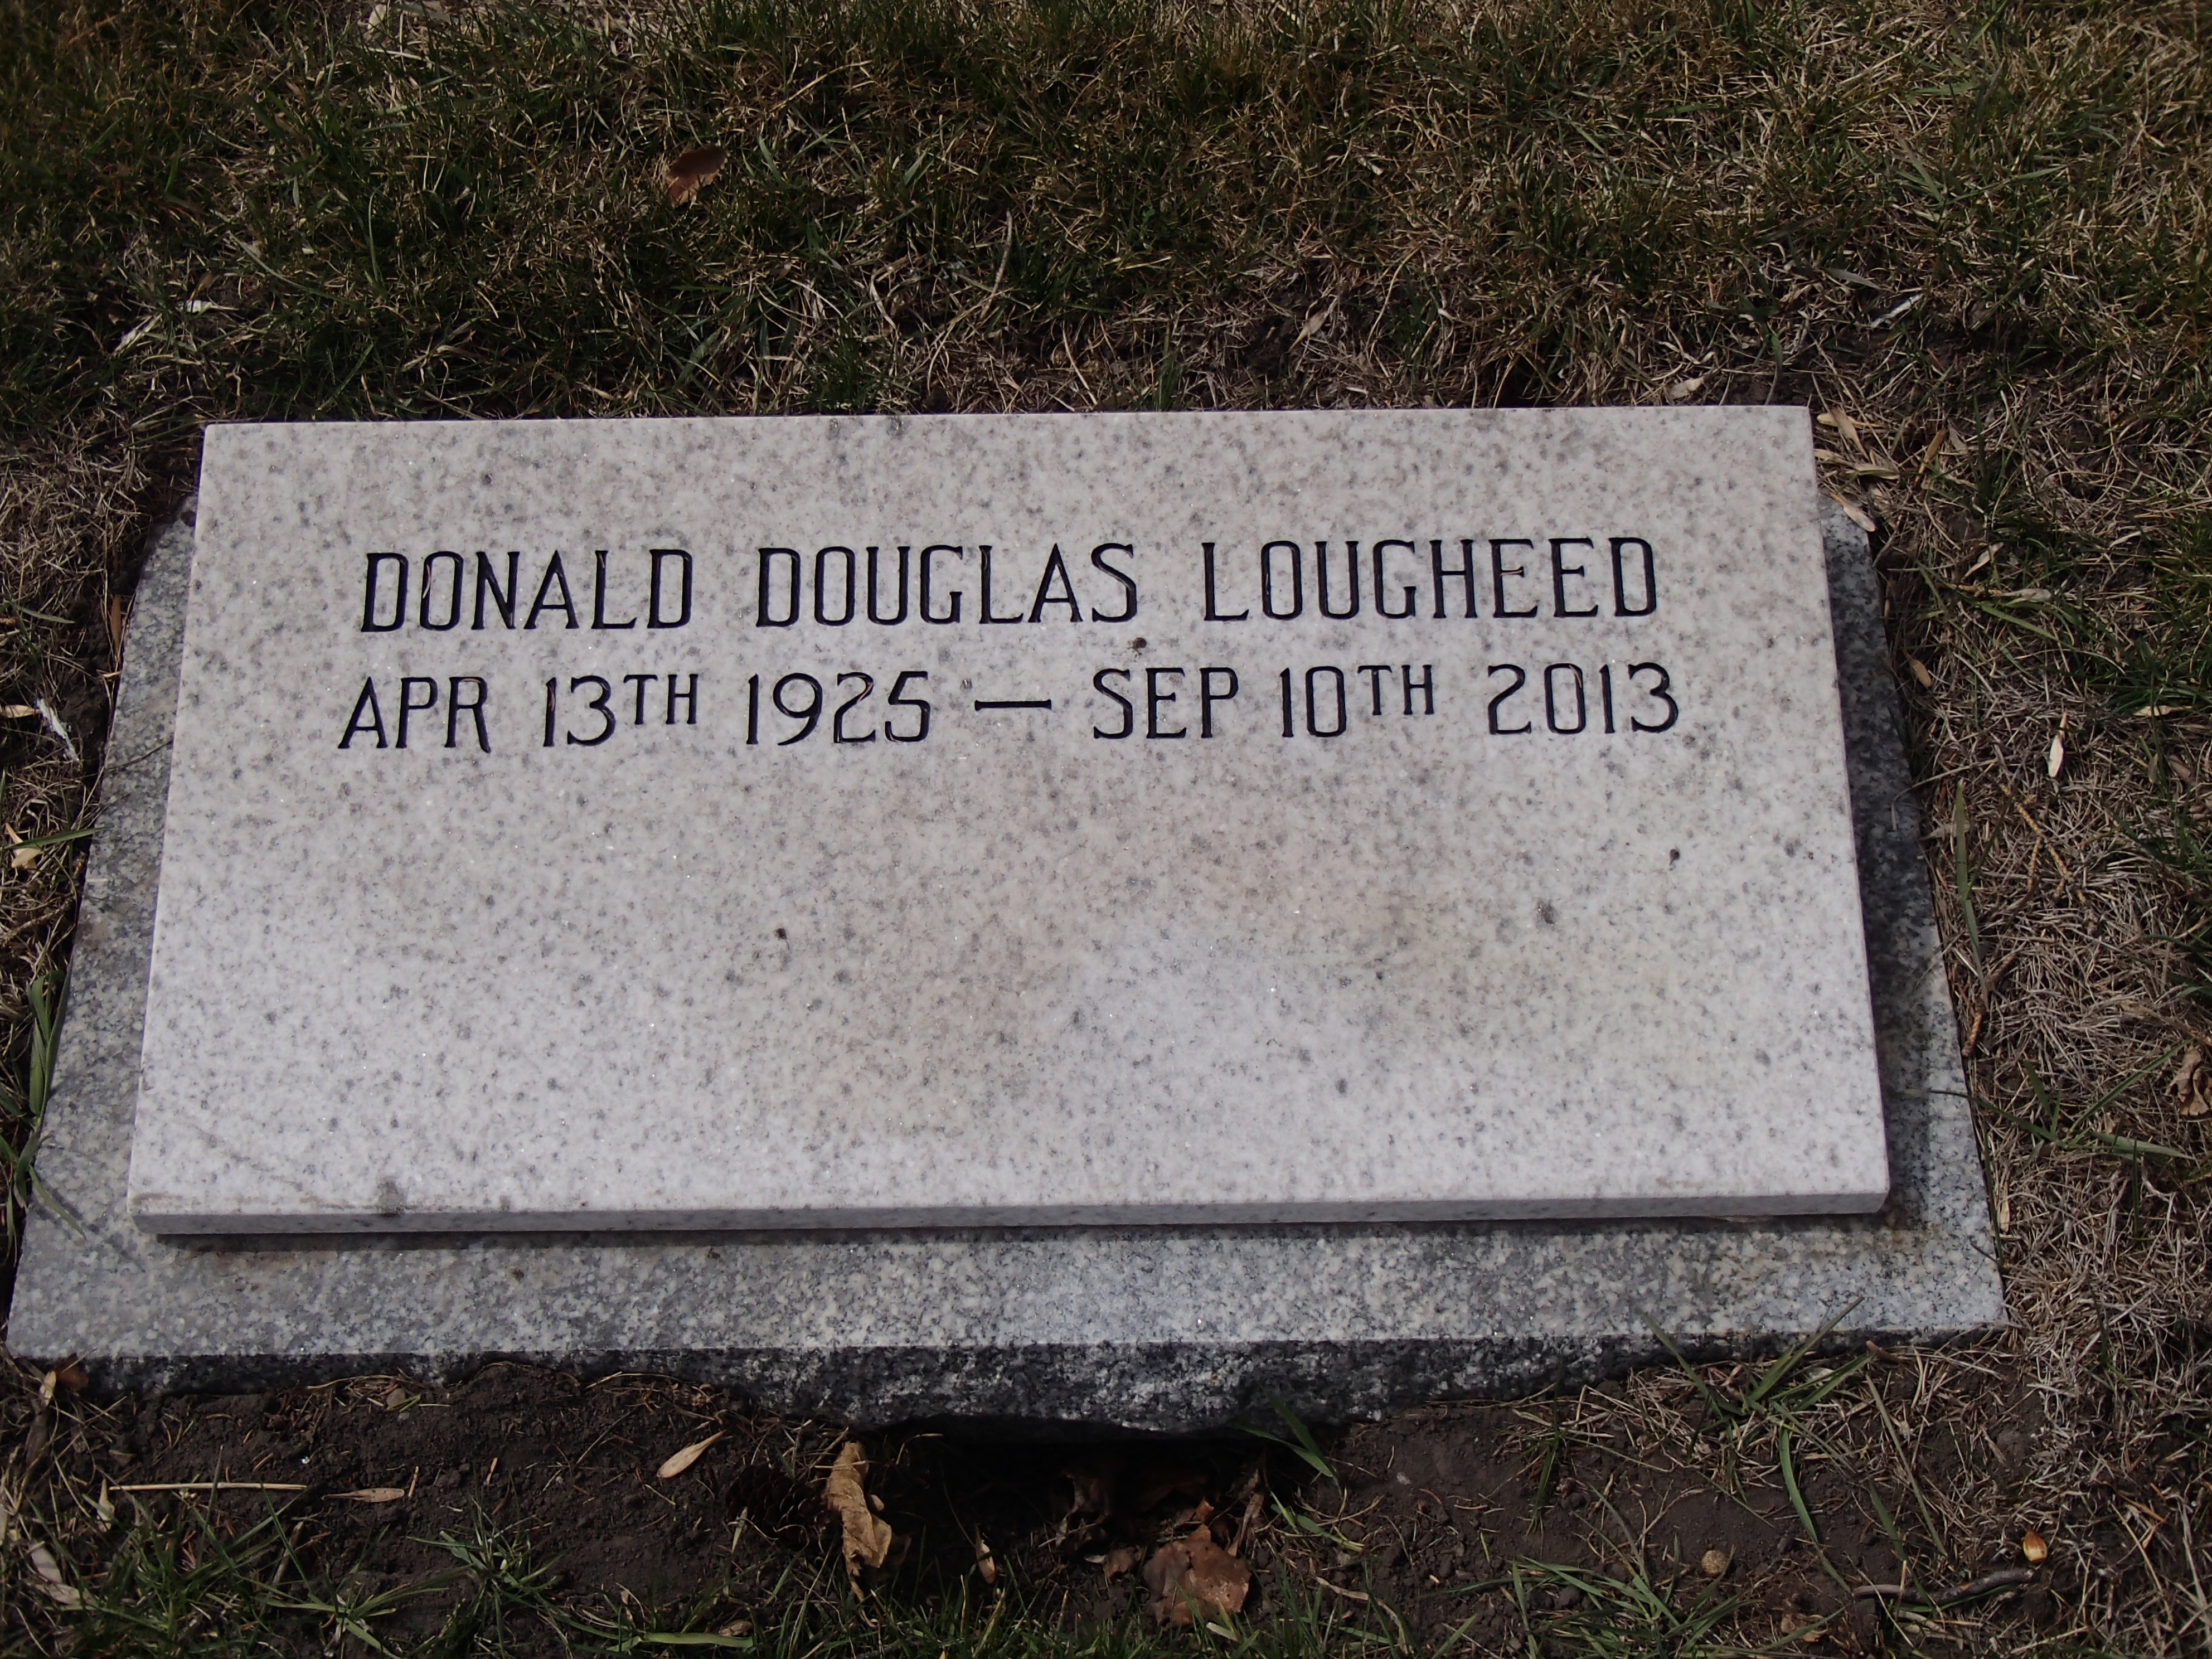 DONALD DOUGLAS LOUGHEED
APR 13TH 1925 — SEP 10TH 2013